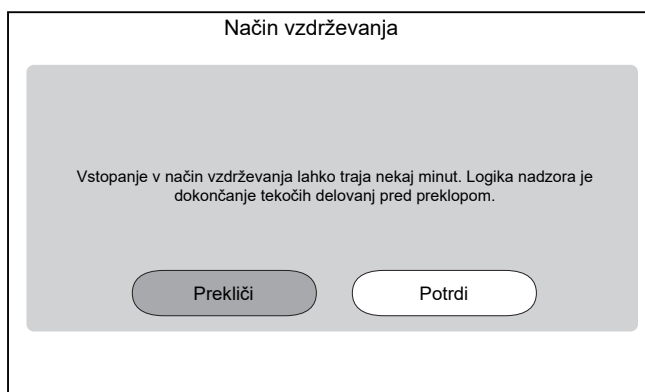 Način vzdrževanja
Vstopanje v način vzdrževanja lahko traja nekaj minut. Logika nadzora je
dokončanje tekočih delovanj pred preklopom.
Prekliči
Potrdi